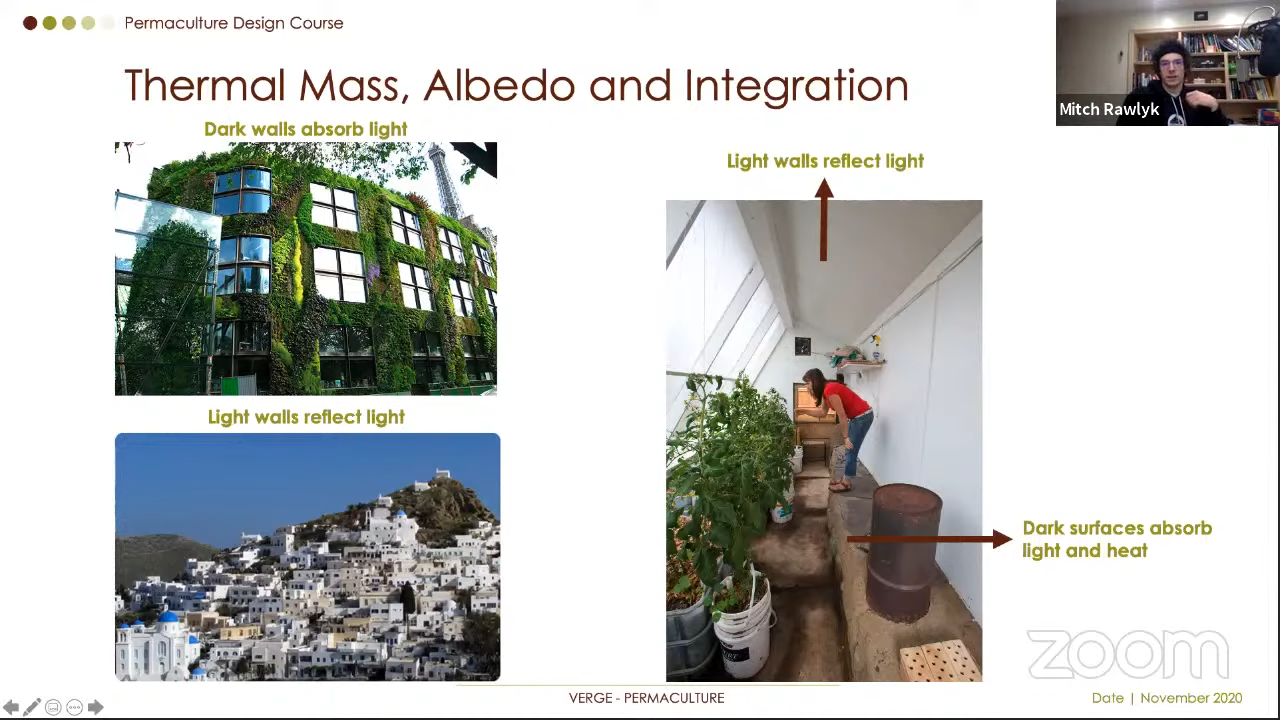 Permaculture Design Course
Mitch Rawlyk
Thermal Mass, Albedo and Integration
Dark walls absorb light
Light walls reflect light
Light walls reflect light
Dark surfaces absorb
light and heat
zoom
VERGE - PERMACULTURE
Date | November 2020